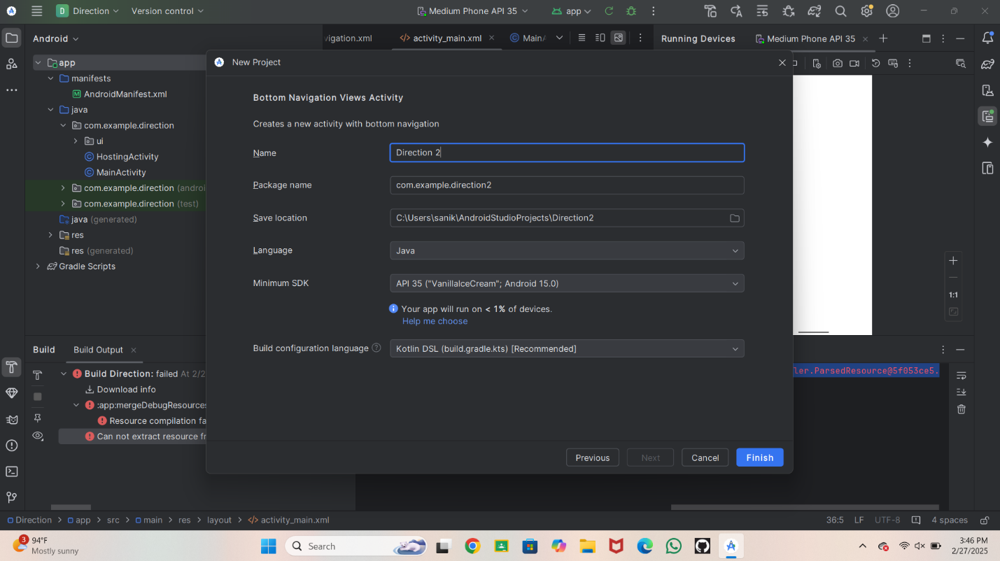 D Direction Version control Medium Phone API 35 app
Android vigation.xml activity_main.xml Running Devices Medium Phone API 35
app
manifests
AndroidManifest.xml
java
com.example.direction
ui
HostingActivity
MainActivity
com.example.direction
com.example.direction (test)
java (generated)
res
res (generated)
Gradle Scripts
New Project
Bottom Navigation Views Activity
Creates a new activity with bottom navigation
Name Direction 2
Package name com.example.direction2
Save location C:\Users\sanik\AndroidStudioProjects\Direction2
Language Java
Minimum SDK API 35 ("VanillaIceCream"; Android 15.0)
Your app will run on < 1% of devices.
Help me choose
Build configuration language Kotlin DSL (build.gradle.kts) [Recommended]
Previous Next Cancel Finish
1:1
Build Build Output
Build Direction: failed At 2/2
Download info
:app:mergeDebugResources
Resource compilation fa
Can not extract resource fr
ler.ParsedResource@5f053ce5.
Direction > app > src > main > res > layout > activity_main.xml 36:5 LF UTF-8 4 spaces
3 94°F
Mostly sunny
Search
3:46 PM
2/27/2025